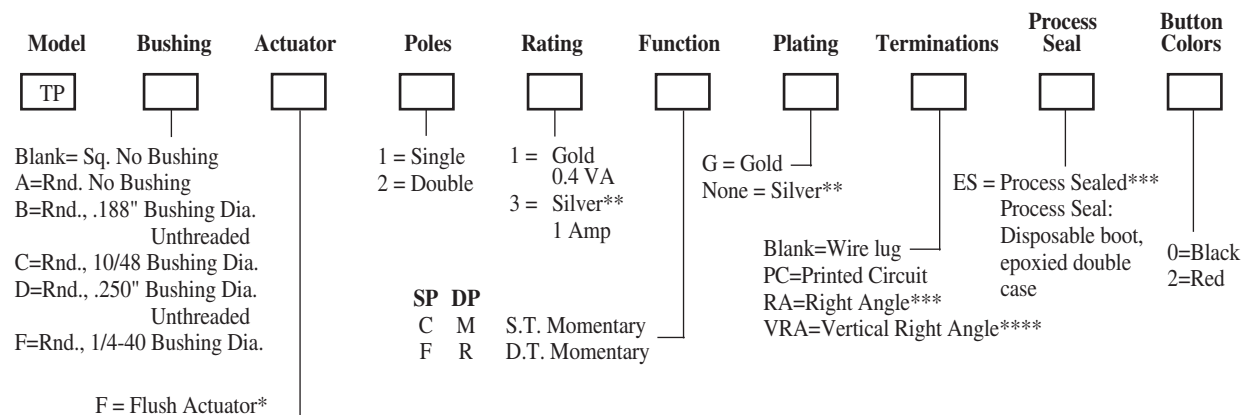 Model Bushing Actuator Poles Rating Function Plating Terminations Process Seal Button Colors
TP
Blank= Sq. No Bushing
A=Rnd. No Bushing
B=Rnd., .188" Bushing Dia.
Unthreaded
C=Rnd., 10/48 Bushing Dia.
D=Rnd., .250" Bushing Dia.
Unthreaded
F=Rnd., 1/4-40 Bushing Dia.
F = Flush Actuator*
1 = Single
2 = Double
1 = Gold
0.4 VA
3 = Silver**
1 Amp
SP DP
C M S.T. Momentary
F R D.T. Momentary
G = Gold
None = Silver**
Blank=Wire lug
PC=Printed Circuit
RA=Right Angle***
VRA=Vertical Right Angle****
ES = Process Sealed***
Process Seal:
Disposable boot,
epoxied double
case
0=Black
2=Red